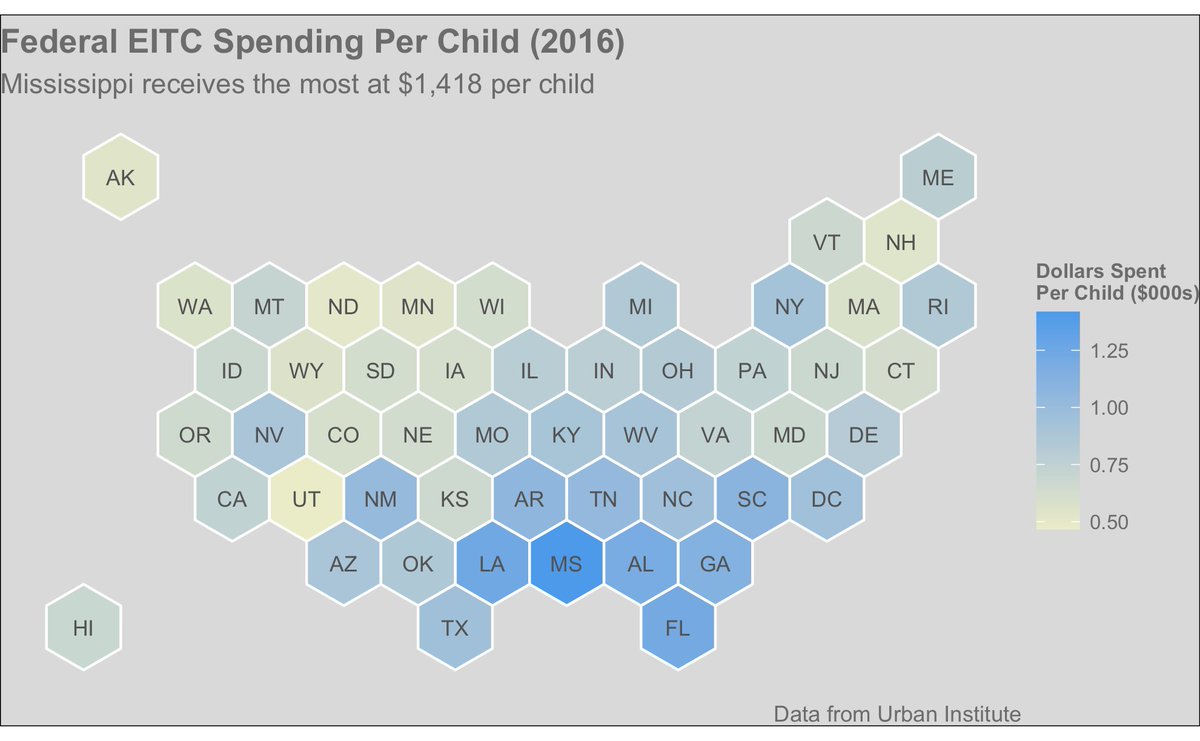 Federal EITC Spending Per Child (2016)
Mississippi receives the most at $1,418 per child
AK
ME
VT NH
WA MT ND MN WI MI NY MA RI
ID WY SD IA IL IN OH PA NJ CT
OR NV CO NE MO KY WV VA MD DE
CA UT NM KS AR TN NC SC DC
AZ OK LA MS AL GA
HI TX FL
Dollars Spent
Per Child ($000s)
1.25
1.00
0.75
0.50
Data from Urban Institute